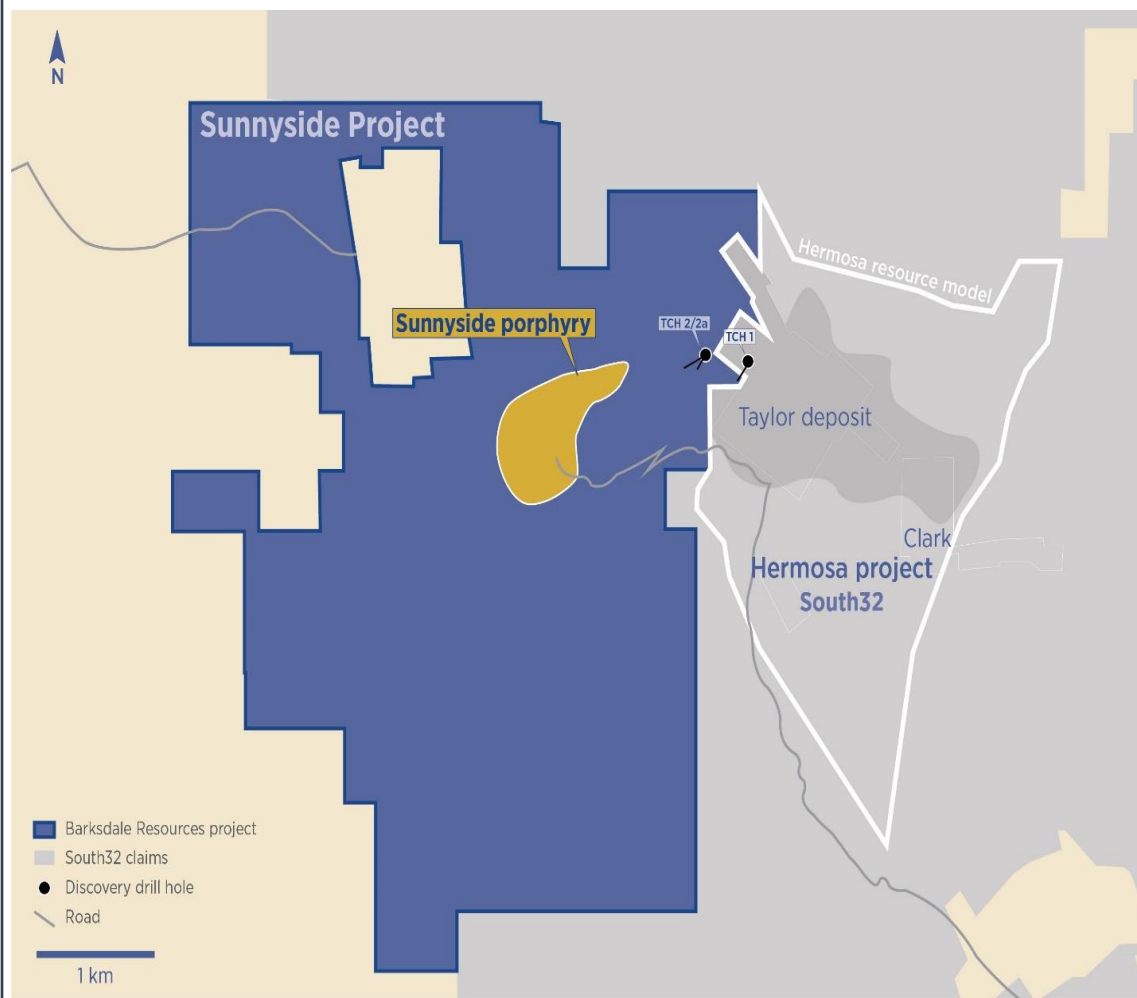 N
Sunnyside Project
Hermosa resource model
Sunnyside porphyry
TCH 2/2a
TCH 1
Taylor deposit
Clark
Hermosa project
South32
Barksdale Resources project
South32 claims
Discovery drill hole
Road
1 km